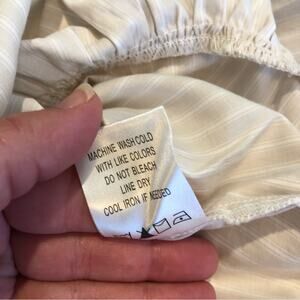 MACHINE WASH COLD
WITH LIKE COLORS
DO NOT BLEACH
LINE DRY
COOL IRON IF NEEDED